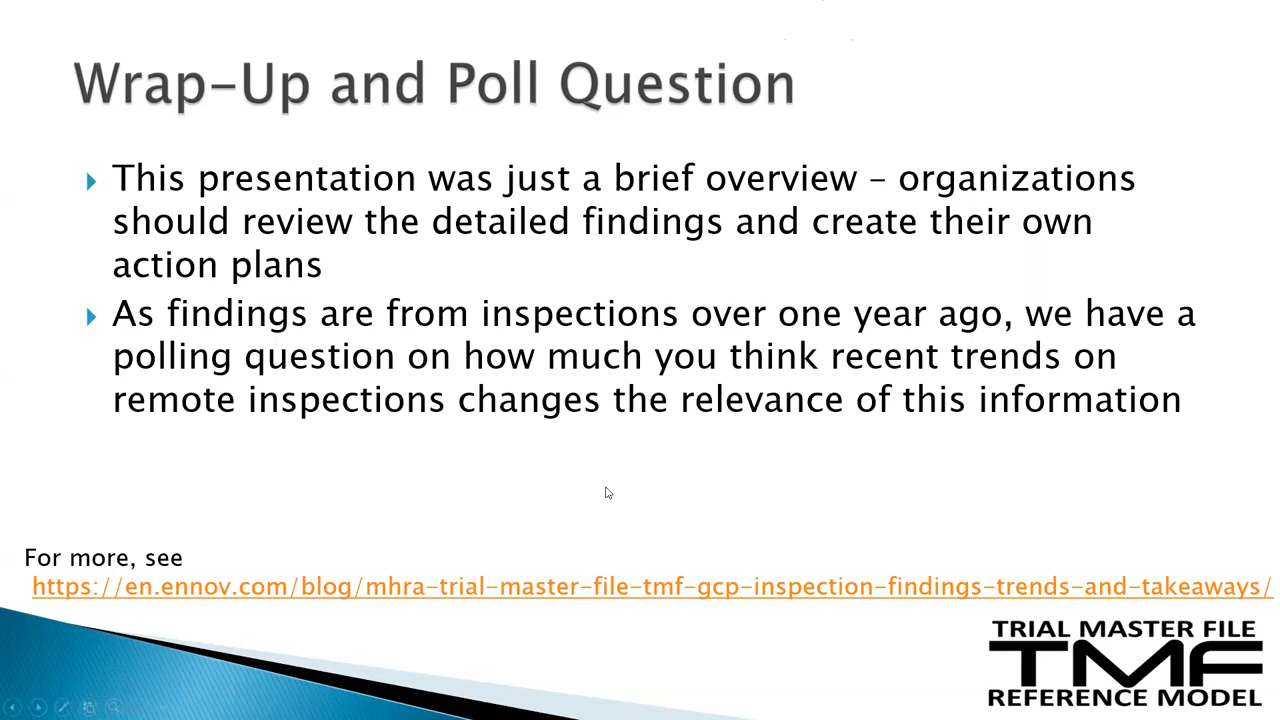 Wrap-Up and Poll Question
This presentation was just a brief overview – organizations
should review the detailed findings and create their own
action plans
As findings are from inspections over one year ago, we have a
polling question on how much you think recent trends on
remote inspections changes the relevance of this information
For more, see
https://en.ennov.com/blog/mhra-trial-master-file-tmf-gcp-inspection-findings-trends-and-takeaways/
TRIAL MASTER FILE
TMF
REFERENCE MODEL